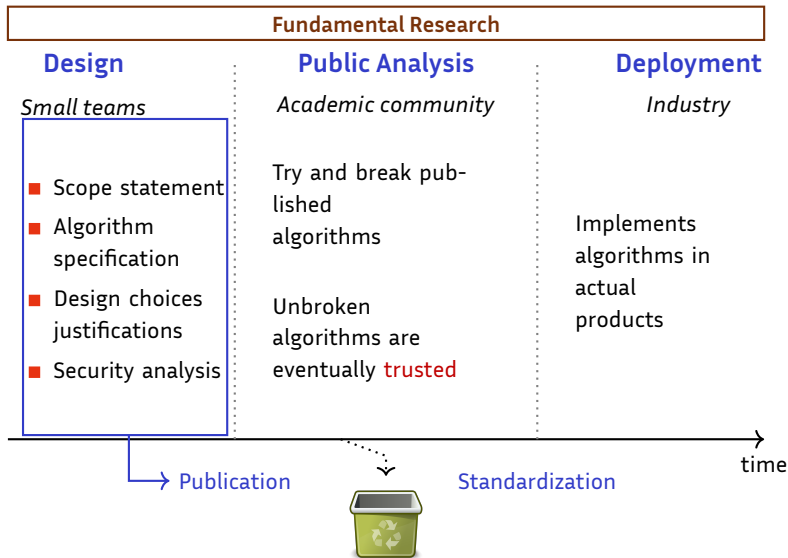 Fundamental Research
Design
Small teams
Scope statement
Algorithm
specification
Design choices
justifications
Security analysis
Public Analysis
Academic community
Try and break pub-
lished
algorithms
Unbroken
algorithms are
eventually trusted
Deployment
Industry
Implements
algorithms in
actual
products
time
Publication
Standardization